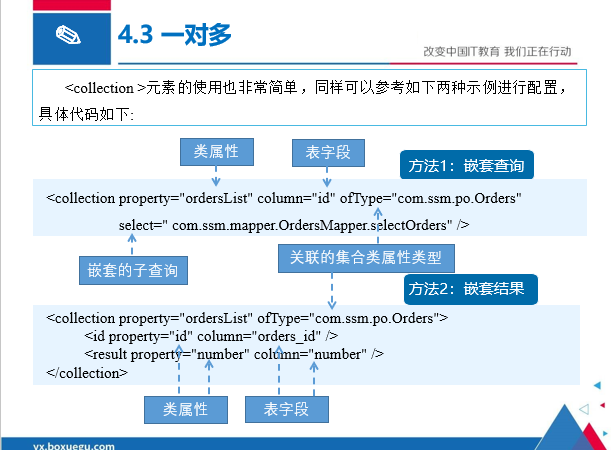 4.3 一对多
改变中国IT教育 我们正在行动
<collection >元素的使用也非常简单，同样可以参考如下两种示例进行配置，
具体代码如下:
类属性
表字段
方法1：嵌套查询
<collection property="ordersList" column="id" ofType="com.ssm.po.Orders"
select=" com.ssm.mapper.OrdersMapper.selectOrders" />
嵌套的子查询
关联的集合类属性类型
方法2：嵌套结果
<collection property="ordersList" ofType="com.ssm.po.Orders">
<id property="id" column="orders_id" />
<result property="number" column="number" />
</collection>
类属性
表字段
yx.boxuegu.com